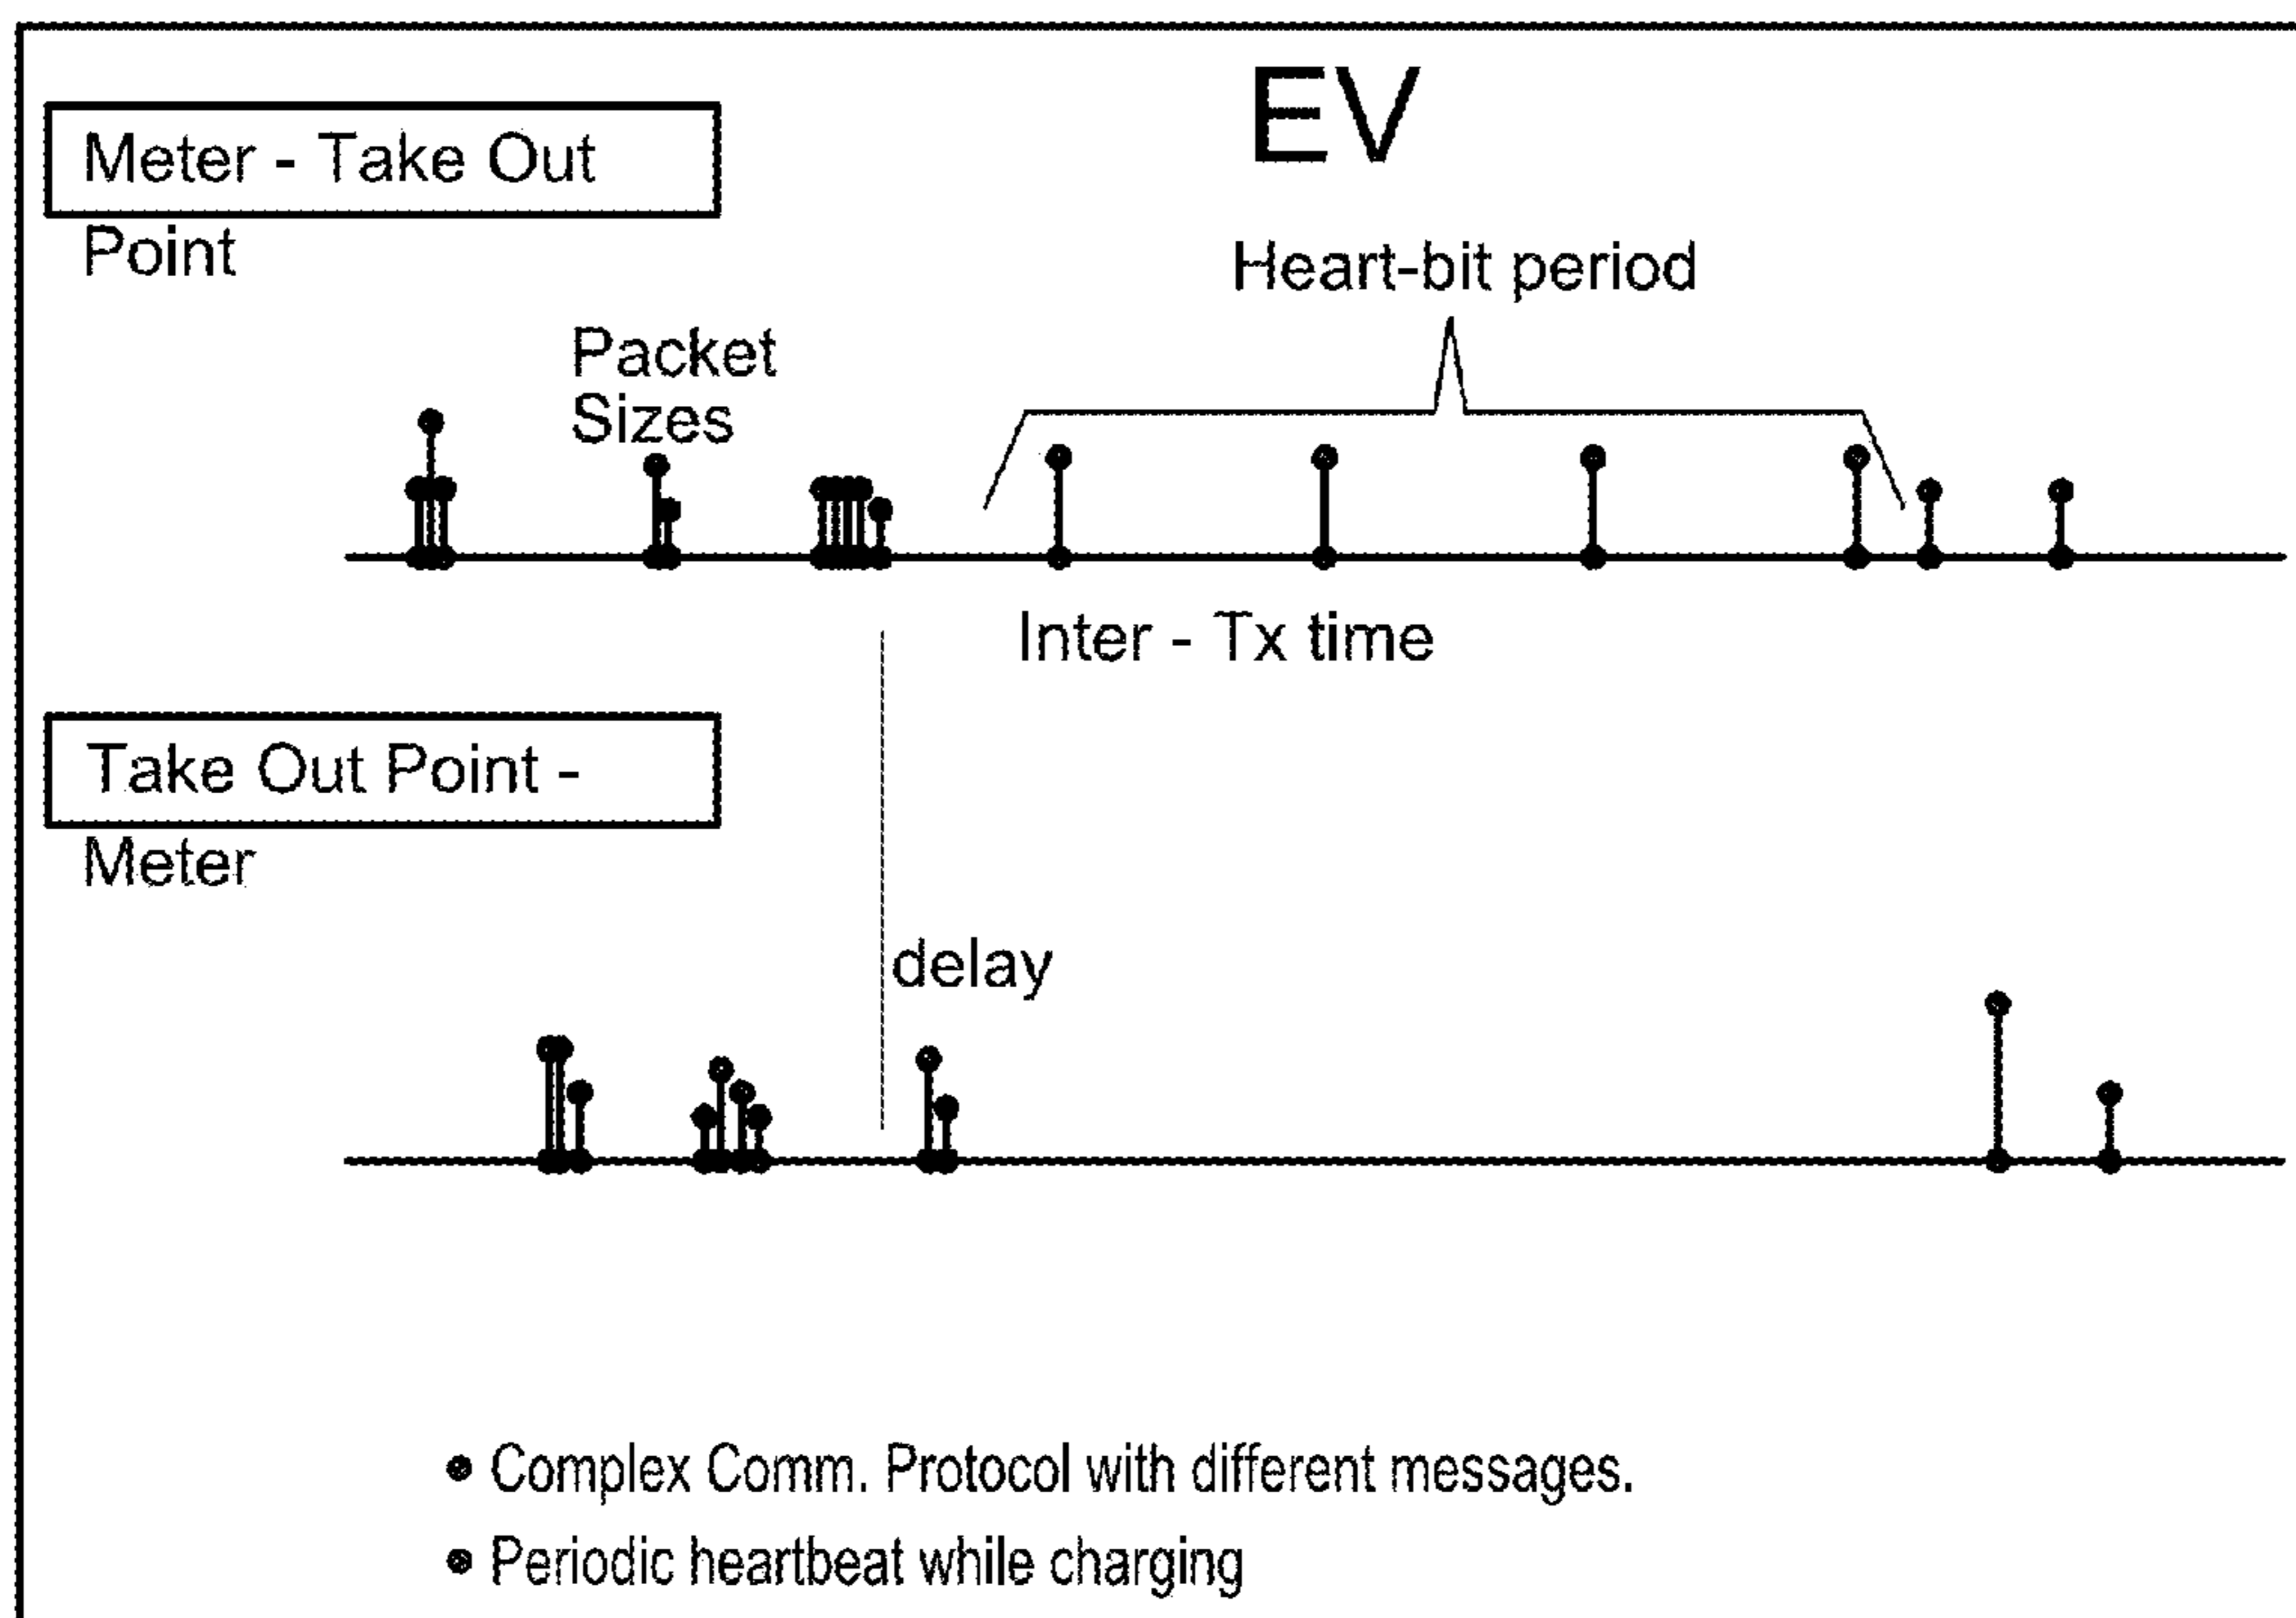 EV
Meter - Take Out
Point
Heart-bit period
Packet
Sizes
Inter - Tx time
Take Out Point -
Meter
delay
Complex Comm. Protocol with different messages.
Periodic heartbeat while charging